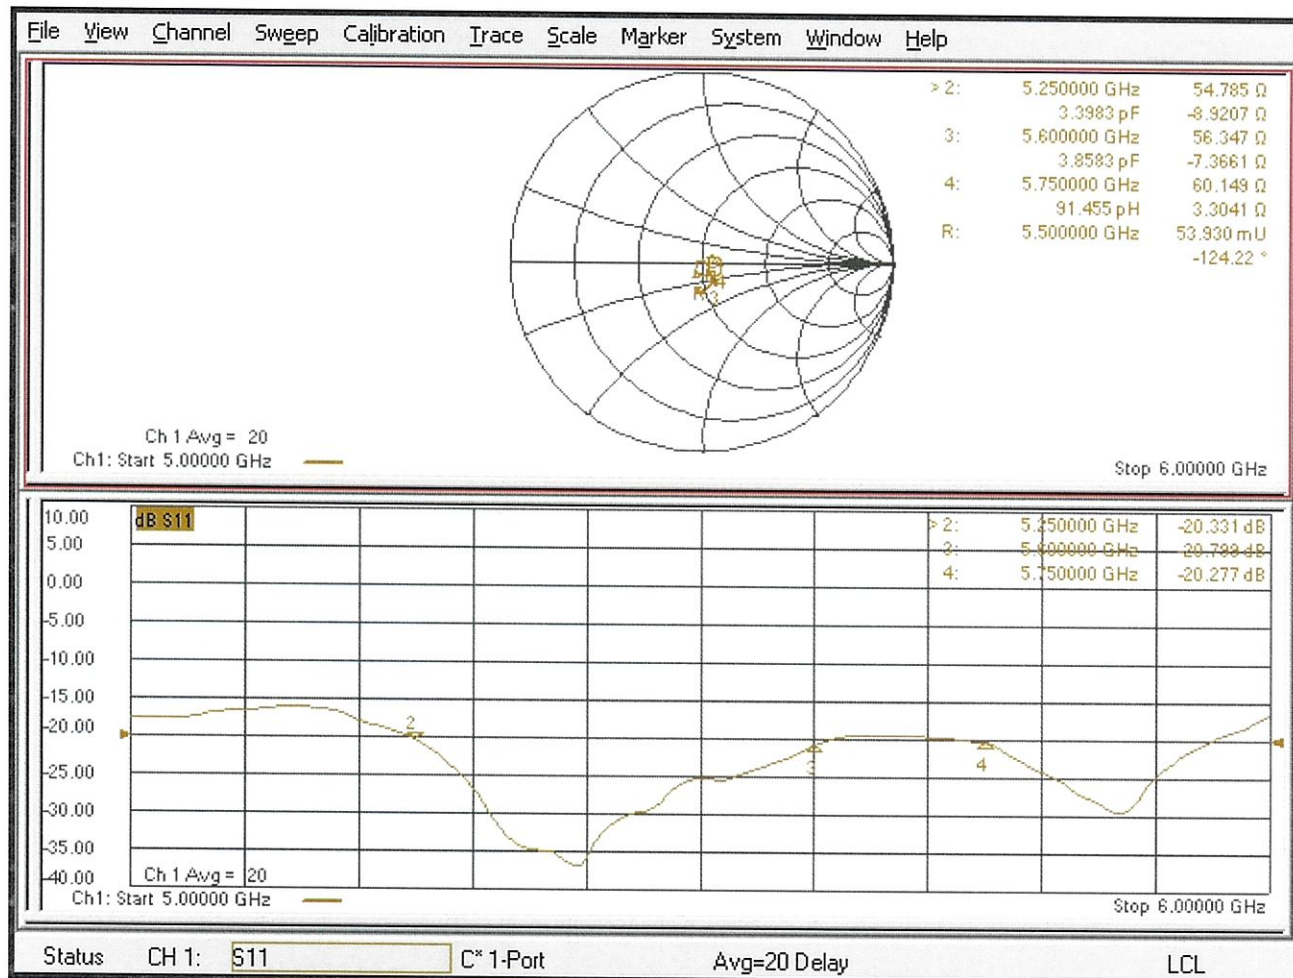 File View Channel Sweep Calibration Trace Scale Marker System Window Help
> 2: 5.250000 GHz 54.785 Ω
3.3983 pF -8.9207 Ω
3: 5.600000 GHz 56.347 Ω
3.8583 pF -7.3661 Ω
4: 5.750000 GHz 60.149 Ω
91.455 pH 3.3041 Ω
R: 5.500000 GHz 53.930 mU
-124.22 °
4
R 3
Ch 1 Avg = 20
Ch1: Start 5.00000 GHz
Stop 6.00000 GHz
dB S11
10.00
5.00
0.00
-5.00
-10.00
-15.00
-20.00
-25.00
-30.00
-35.00
-40.00
> 2: 5.250000 GHz -20.331 dB
3: 5.600000 GHz
4: 5.750000 GHz -20.277 dB
2
3
4
Ch 1 Avg = 20
Ch1: Start 5.00000 GHz
Stop 6.00000 GHz
Status CH 1: S11 C* 1-Port Avg=20 Delay LCL